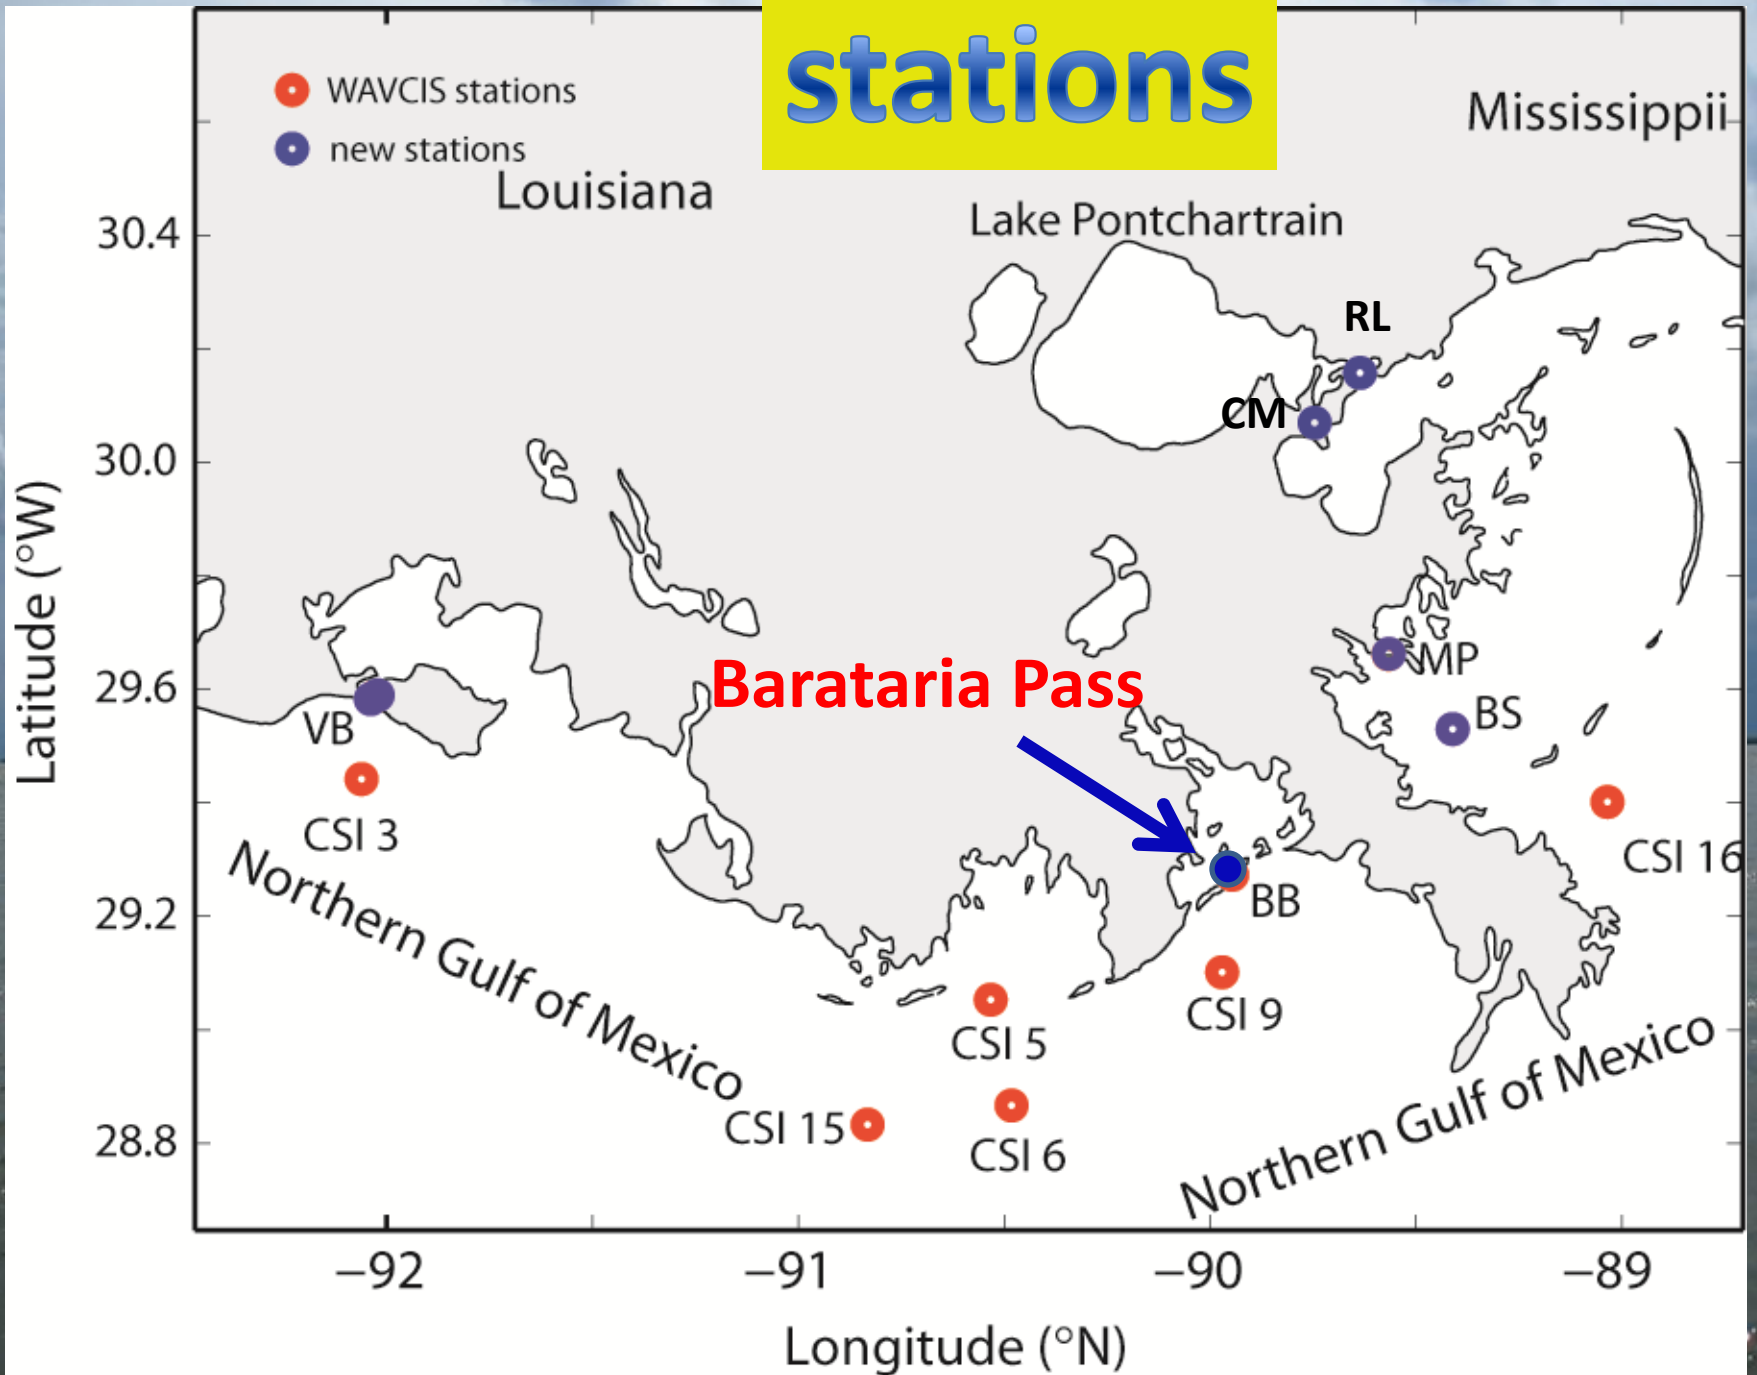 stations
WAVCIS stations
new stations
Mississippii
Louisiana
Lake Pontchartrain
30.4
RL
CM
30.0
Latitude (°W)
MP
Barataria Pass
29.6
BS
VB
CSI 3
CSI 16
BB
29.2
Northern Gulf of Mexico
CSI 9
CSI 5
CSI 15
28.8
CSI 6
Northern Gulf of Mexico
−92
−91
−90
−89
Longitude (°N)